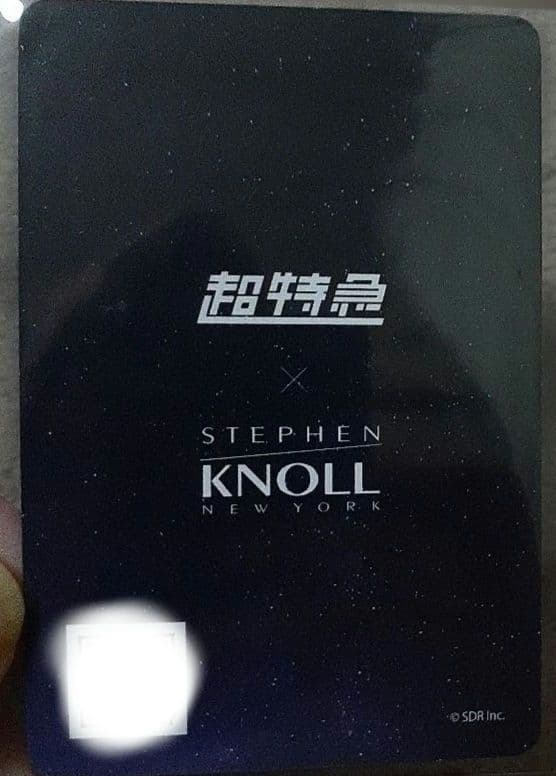 超特急
×
STEPHEN
KNOLL
NEW YORK
© SDR Inc.